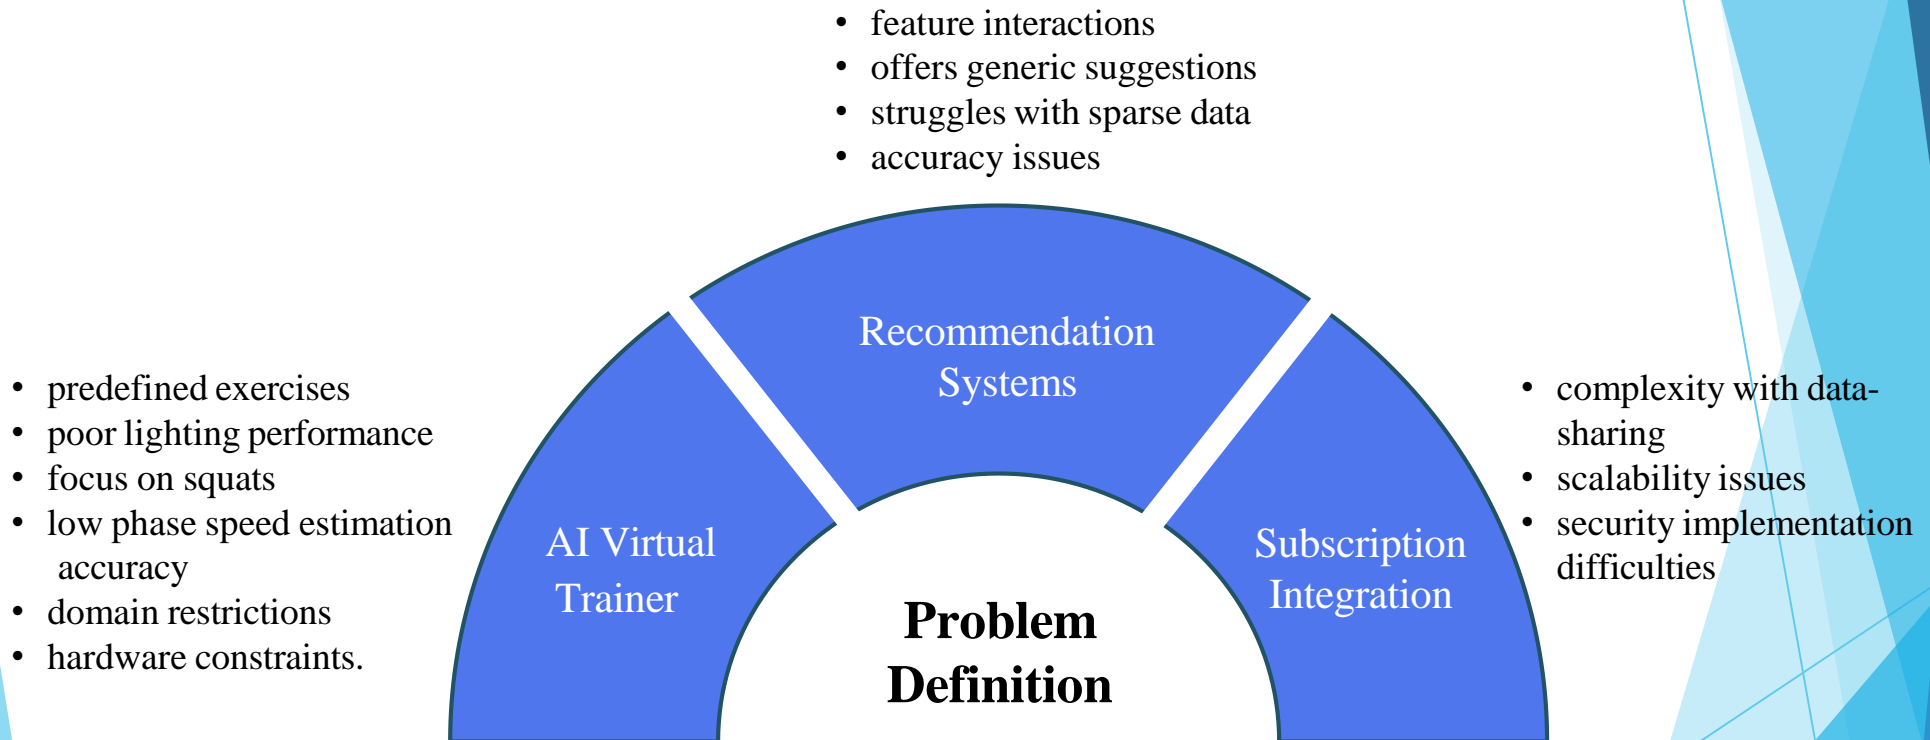 • feature interactions
• offers generic suggestions
• struggles with sparse data
• accuracy issues
Recommendation
Systems
• predefined exercises
• poor lighting performance
• focus on squats
• low phase speed estimation
accuracy
• domain restrictions
• hardware constraints.
AI Virtual
Trainer
• complexity with data-
sharing
• scalability issues
• security implementation
difficulties
Subscription
Integration
Problem
Definition